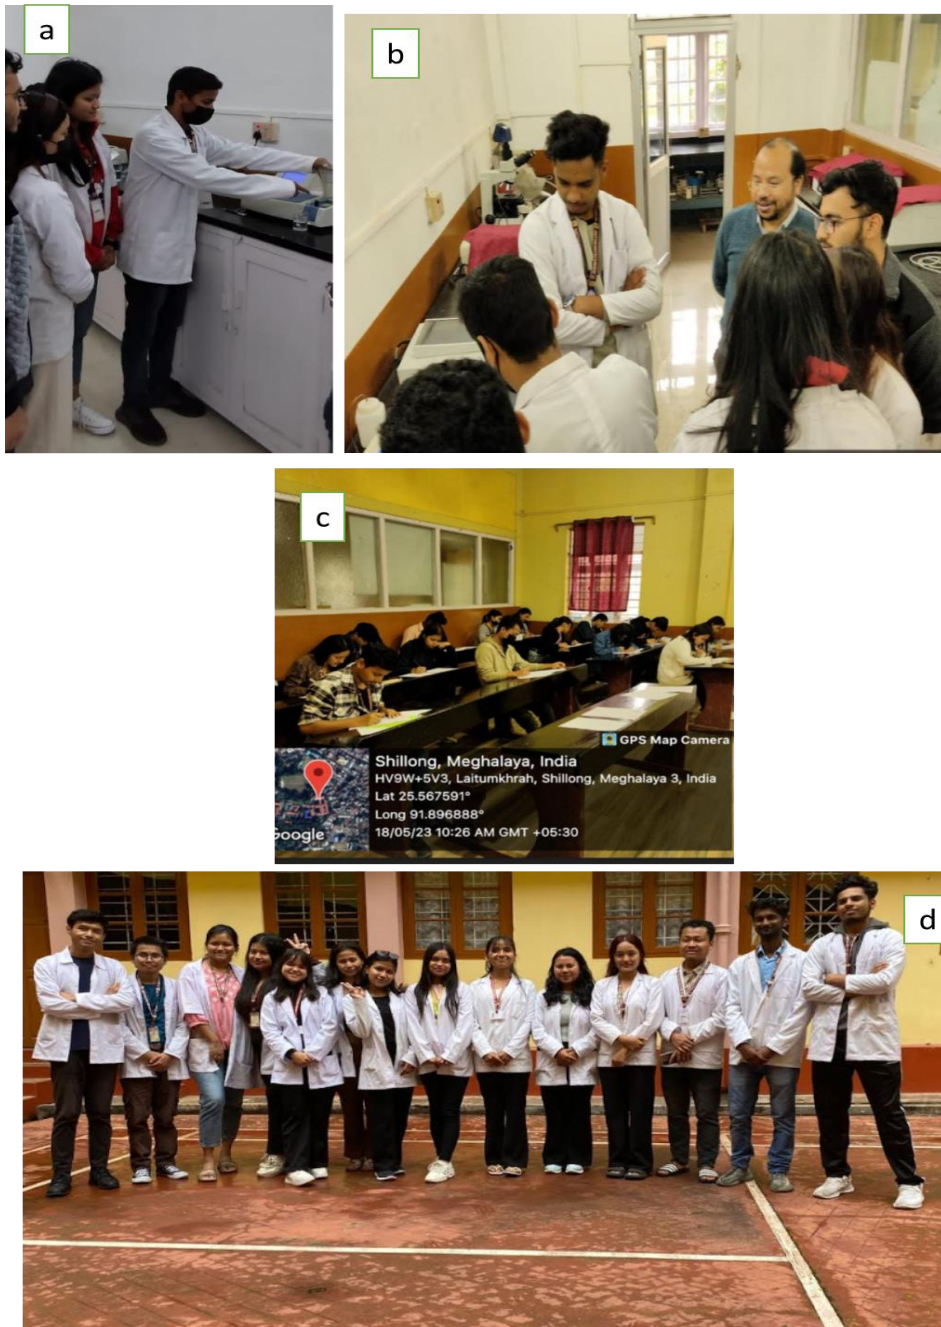 a
b
c
GPS Map Camera
Shillong, Meghalaya, India
HV9W+5V3, Laitumkhrah, Shillong, Meghalaya 3, India
Lat 25.567591°
Long 91.896888°
18/05/23 10:26 AM GMT +05:30
Google
d